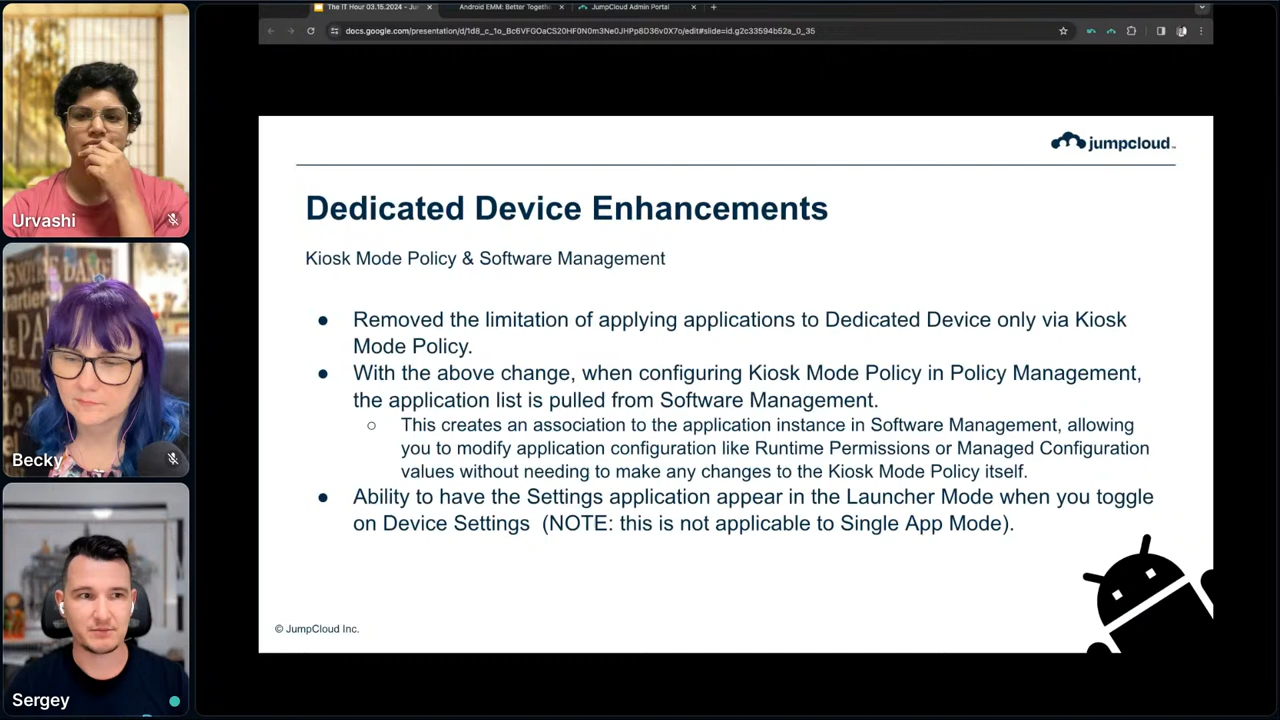 The IT Hour 03.15.2024 - Jum
Android EMM: Better Togeth
JumpCloud Admin Portal
docs.google.com/presentation/d/1d8_c_1o_Bc6VFGOaCS20HF0N0m3Ne0JHPp8D36v0X7o/edit#slide=id.g2c33594b52a_0_35
jumpcloud
Dedicated Device Enhancements
Kiosk Mode Policy & Software Management
● Removed the limitation of applying applications to Dedicated Device only via Kiosk
Mode Policy.
● With the above change, when configuring Kiosk Mode Policy in Policy Management,
the application list is pulled from Software Management.
○ This creates an association to the application instance in Software Management, allowing
you to modify application configuration like Runtime Permissions or Managed Configuration
values without needing to make any changes to the Kiosk Mode Policy itself.
● Ability to have the Settings application appear in the Launcher Mode when you toggle
on Device Settings (NOTE: this is not applicable to Single App Mode).
© JumpCloud Inc.
Urvashi
Becky
Sergey